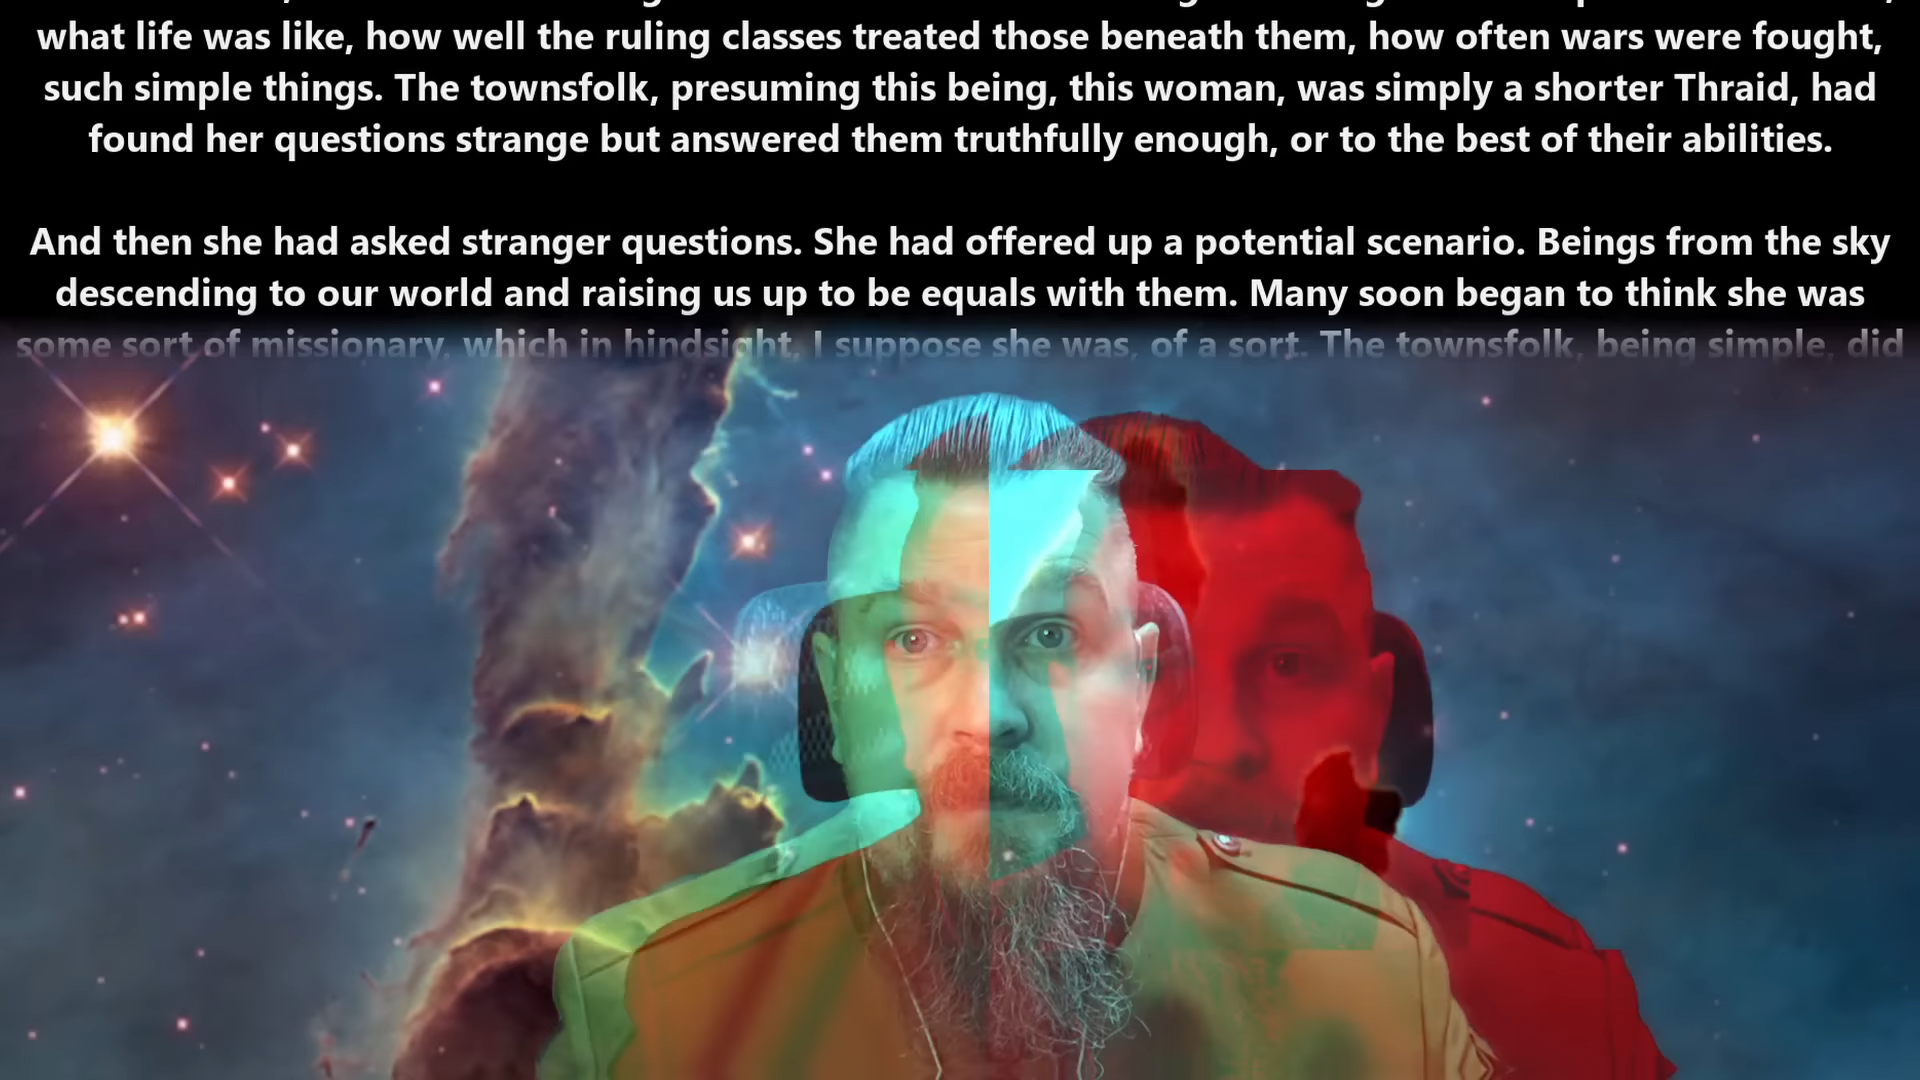 what life was like, how well the ruling classes treated those beneath them, how often wars were fought,
such simple things. The townsfolk, presuming this being, this woman, was simply a shorter Thraid, had
found her questions strange but answered them truthfully enough, or to the best of their abilities.
And then she had asked stranger questions. She had offered up a potential scenario. Beings from the sky
descending to our world and raising us up to be equals with them. Many soon began to think she was
some sort of missionary, which in hindsight, I suppose she was, of a sort. The townsfolk, being simple, did